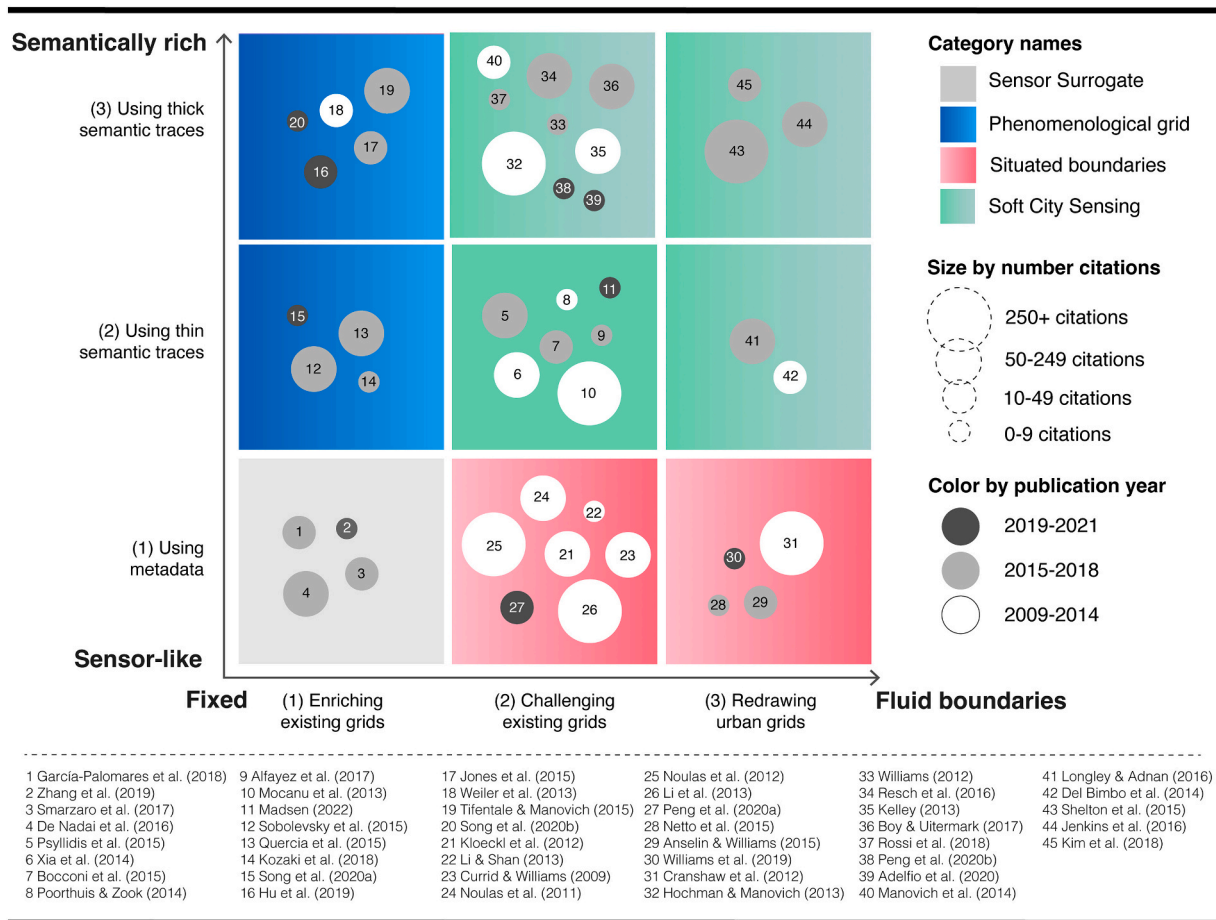 Semantically rich
(3) Using thick
semantic traces
(2) Using thin
semantic traces
(1) Using
metadata
Sensor-like
Fixed
(1) Enriching
existing grids
(2) Challenging
existing grids
(3) Redrawing
urban grids
Fluid boundaries
19
18
20
17
16
40
34
36
37
33
32
35
38
39
45
44
43
15
13
12
14
11
8
5
9
7
6
10
41
42
1
2
3
4
24
22
25
21
23
27
26
31
30
28
29
Category names
Sensor Surrogate
Phenomenological grid
Situated boundaries
Soft City Sensing
Size by number citations
250+ citations
50-249 citations
10-49 citations
0-9 citations
Color by publication year
2019-2021
2015-2018
2009-2014
1 García-Palomares et al. (2018)
2 Zhang et al. (2019)
3 Smarzaro et al. (2017)
4 De Nadai et al. (2016)
5 Psyllidis et al. (2015)
6 Xia et al. (2014)
7 Bocconi et al. (2015)
8 Poorthuis & Zook (2014)
9 Alfayez et al. (2017)
10 Mocanu et al. (2013)
11 Madsen (2022)
12 Sobolevsky et al. (2015)
13 Quercia et al. (2015)
14 Kozaki et al. (2018)
15 Song et al. (2020a)
16 Hu et al. (2019)
17 Jones et al. (2015)
18 Weiler et al. (2013)
19 Tifentale & Manovich (2015)
20 Song et al. (2020b)
21 Kloeckl et al. (2012)
22 Li & Shan (2013)
23 Currid & Williams (2009)
24 Noulas et al. (2011)
25 Noulas et al. (2012)
26 Li et al. (2013)
27 Peng et al. (2020a)
28 Netto et al. (2015)
29 Anselin & Williams (2015)
30 Williams et al. (2019)
31 Cranshaw et al. (2012)
32 Hochman & Manovich (2013)
33 Williams (2012)
34 Resch et al. (2016)
35 Kelley (2013)
36 Boy & Uitermark (2017)
37 Rossi et al. (2018)
38 Peng et al. (2020b)
39 Adelfio et al. (2020)
40 Manovich et al. (2014)
41 Longley & Adnan (2016)
42 Del Bimbo et al. (2014)
43 Shelton et al. (2015)
44 Jenkins et al. (2016)
45 Kim et al. (2018)